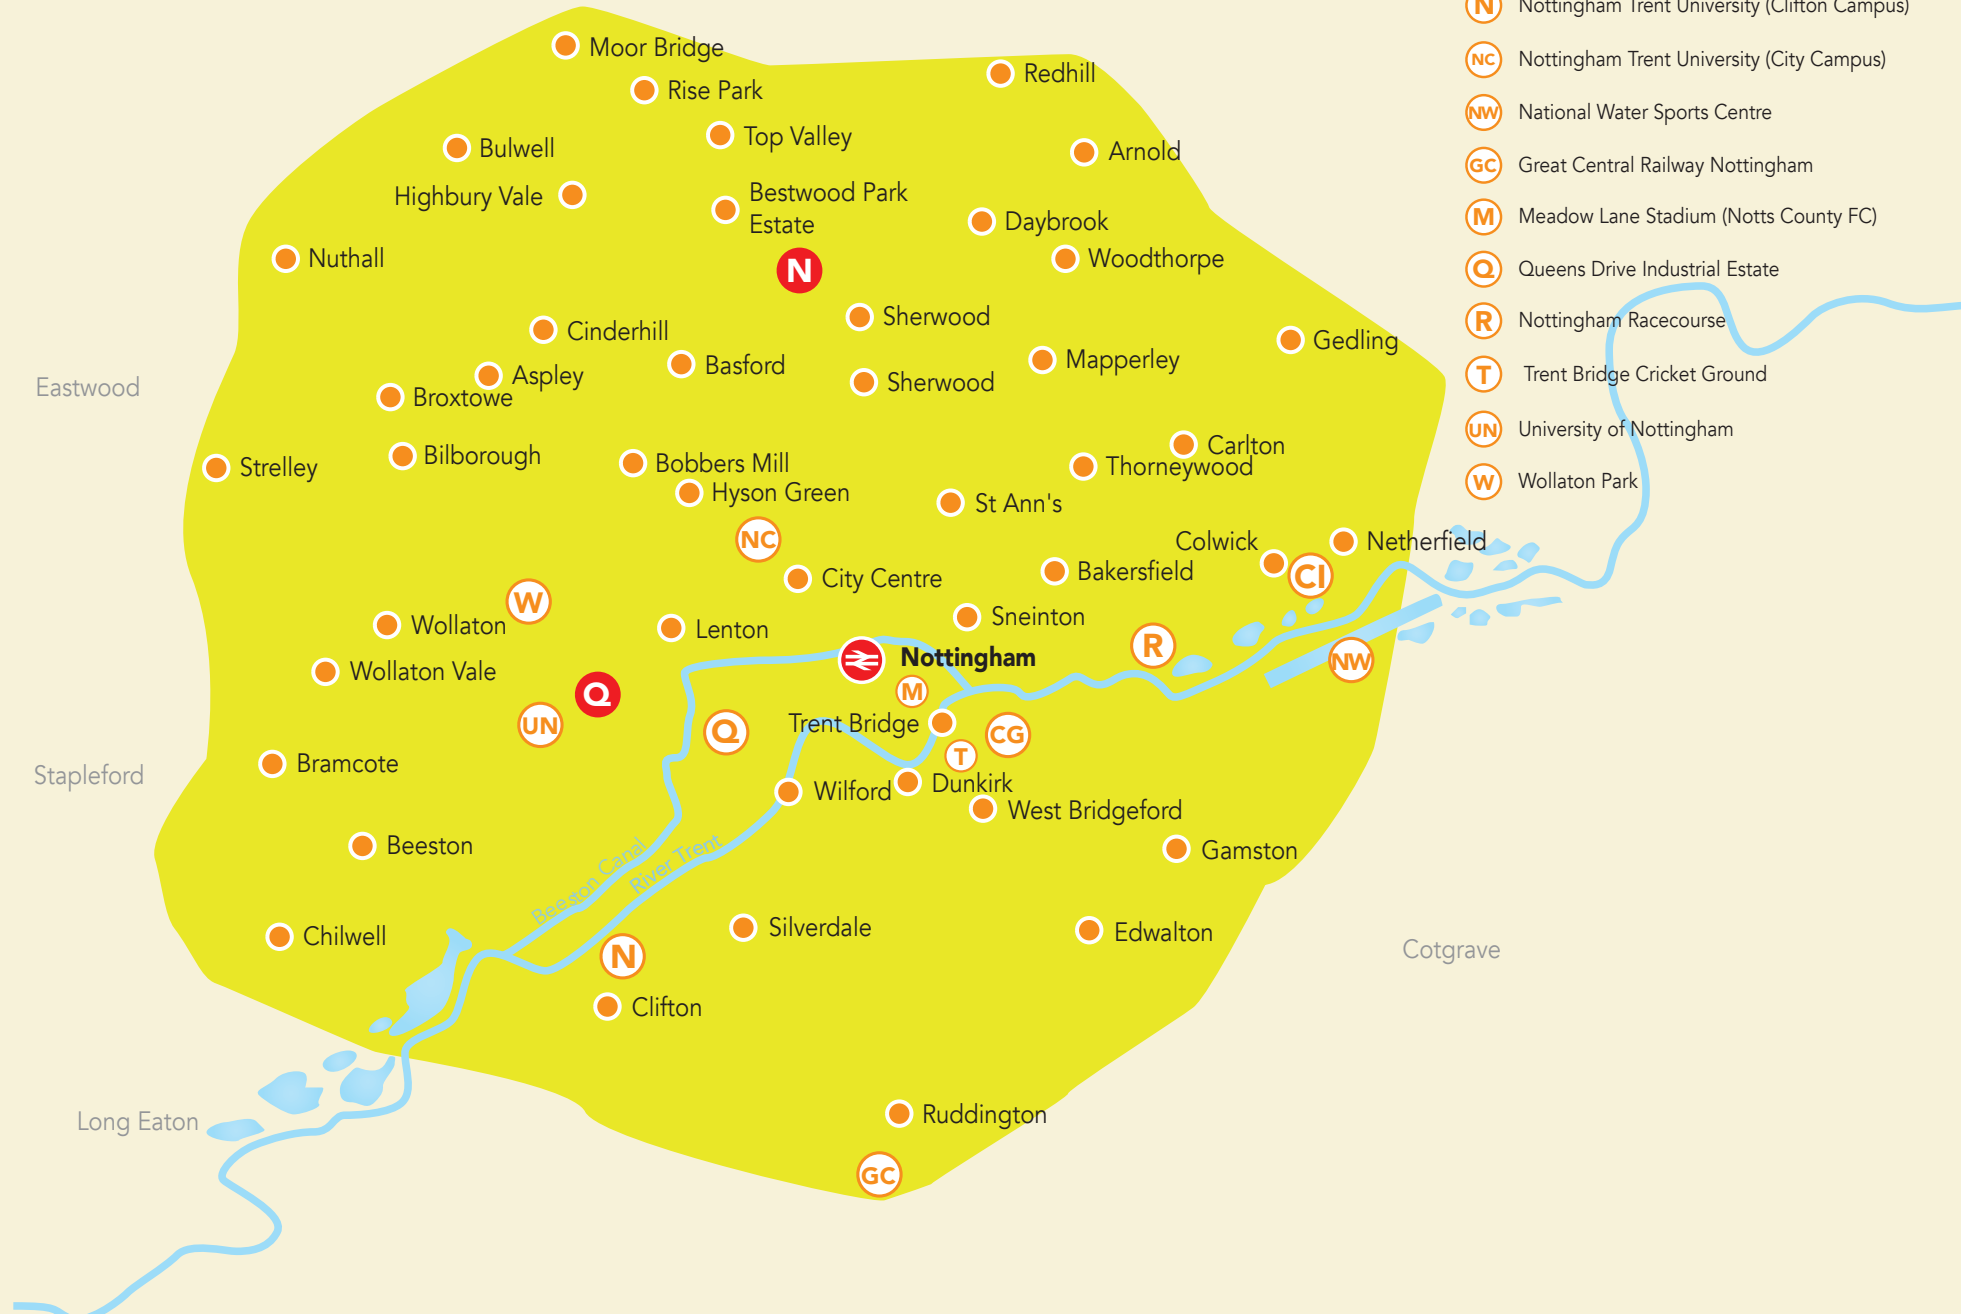 N Nottingham Trent University (Clifton Campus)
NC Nottingham Trent University (City Campus)
NW National Water Sports Centre
GC Great Central Railway Nottingham
M Meadow Lane Stadium (Notts County FC)
Q Queens Drive Industrial Estate
R Nottingham Racecourse
T Trent Bridge Cricket Ground
UN University of Nottingham
W Wollaton Park
Moor Bridge
Redhill
Rise Park
Top Valley
Bulwell
Arnold
Highbury Vale
Bestwood Park
Estate
Daybrook
Nuthall
Woodthorpe
N
Sherwood
Cinderhill
Gedling
Mapperley
Basford
Aspley
Sherwood
Eastwood
Broxtowe
Carlton
Bilborough
Bobbers Mill
Thorneywood
Strelley
Hyson Green
St Ann's
NC
Colwick
Netherfield
City Centre
Bakersfield
CI
W
Wollaton
Lenton
Sneinton
R
Nottingham
NW
Wollaton Vale
Q
M
UN
Q
Trent Bridge
CG
T
Bramcote
Stapleford
Wilford
Dunkirk
West Bridgeford
Beeston
Gamston
Beeston Canal
River Trent
Silverdale
Chilwell
Edwalton
Cotgrave
N
Clifton
Long Eaton
Ruddington
GC